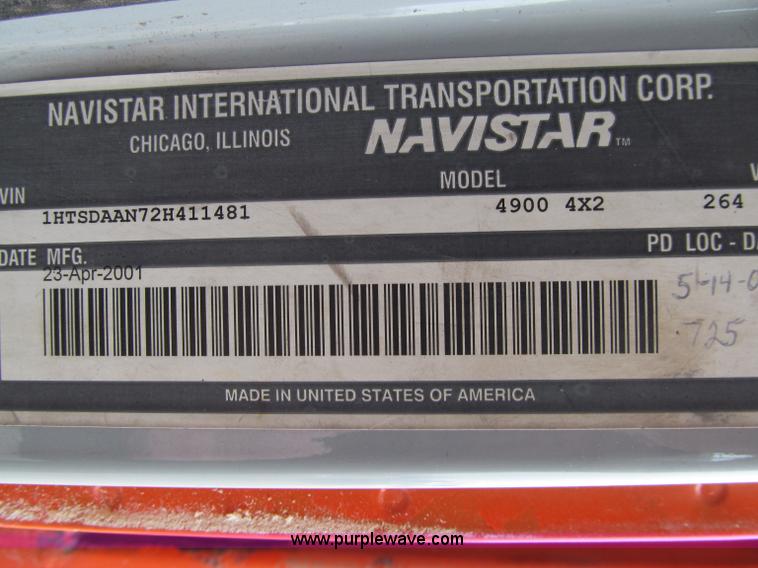 NAVISTAR INTERNATIONAL TRANSPORTATION CORP.
CHICAGO, ILLINOIS NAVISTAR™
VIN MODEL
1HTSDAAN72H411481 4900 4X2 264
DATE MFG. PD LOC -
23-Apr-2001
725
MADE IN UNITED STATES OF AMERICA
www.purplewave.com